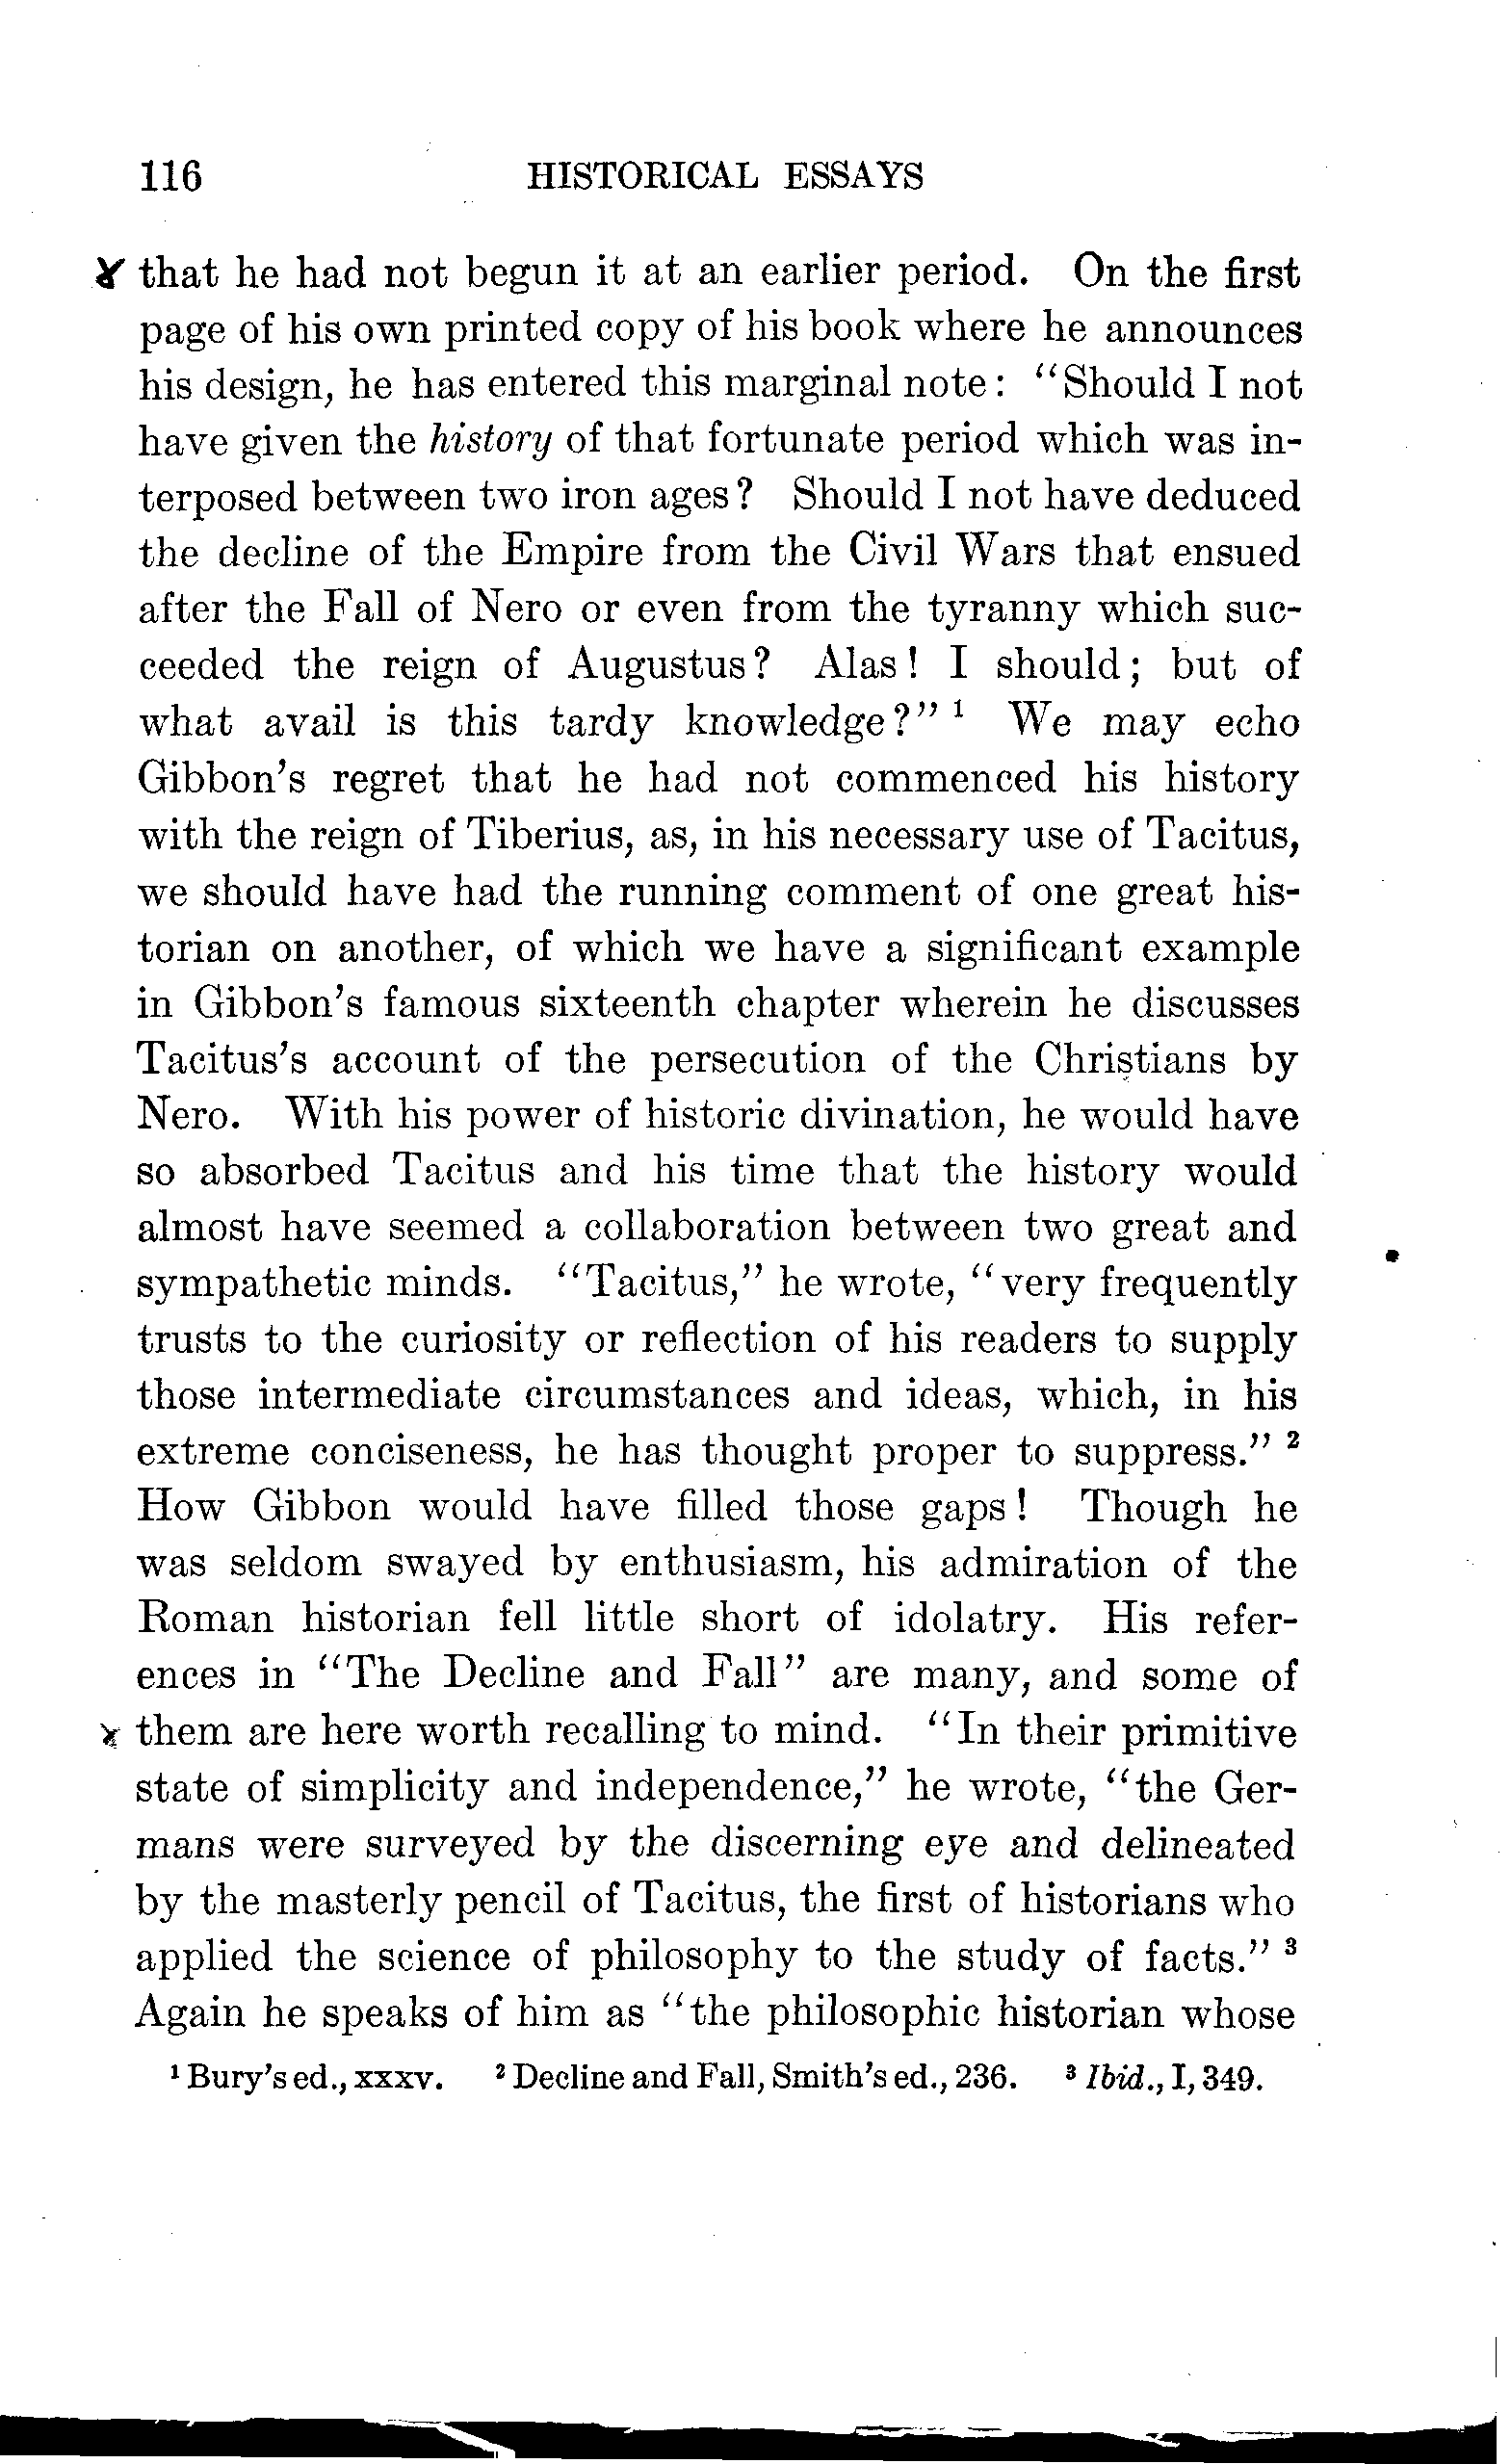 116 HISTORICAL ESSAYS
that he had not begun it at an earlier period. On the first
page of his own printed copy of his book where he announces
his design, he has entered this marginal note: “Should I not
have given the history of that fortunate period which was in-
terposed between two iron ages? Should I not have deduced
the decline of the Empire from the Civil Wars that ensued
after the Fall of Nero or even from the tyranny which suc-
ceeded the reign of Augustus? Alas! I should; but of
what avail is this tardy knowledge?” ¹ We may echo
Gibbon’s regret that he had not commenced his history
with the reign of Tiberius, as, in his necessary use of Tacitus,
we should have had the running comment of one great his-
torian on another, of which we have a significant example
in Gibbon’s famous sixteenth chapter wherein he discusses
Tacitus’s account of the persecution of the Christians by
Nero. With his power of historic divination, he would have
so absorbed Tacitus and his time that the history would
almost have seemed a collaboration between two great and
sympathetic minds. “Tacitus,” he wrote, “very frequently
trusts to the curiosity or reflection of his readers to supply
those intermediate circumstances and ideas, which, in his
extreme conciseness, he has thought proper to suppress.” ²
How Gibbon would have filled those gaps! Though he
was seldom swayed by enthusiasm, his admiration of the
Roman historian fell little short of idolatry. His refer-
ences in “The Decline and Fall” are many, and some of
them are here worth recalling to mind. “In their primitive
state of simplicity and independence,” he wrote, “the Ger-
mans were surveyed by the discerning eye and delineated
by the masterly pencil of Tacitus, the first of historians who
applied the science of philosophy to the study of facts.” ³
Again he speaks of him as “the philosophic historian whose
¹ Bury’s ed., xxxv. ² Decline and Fall, Smith’s ed., 236. ³ Ibid., I, 349.